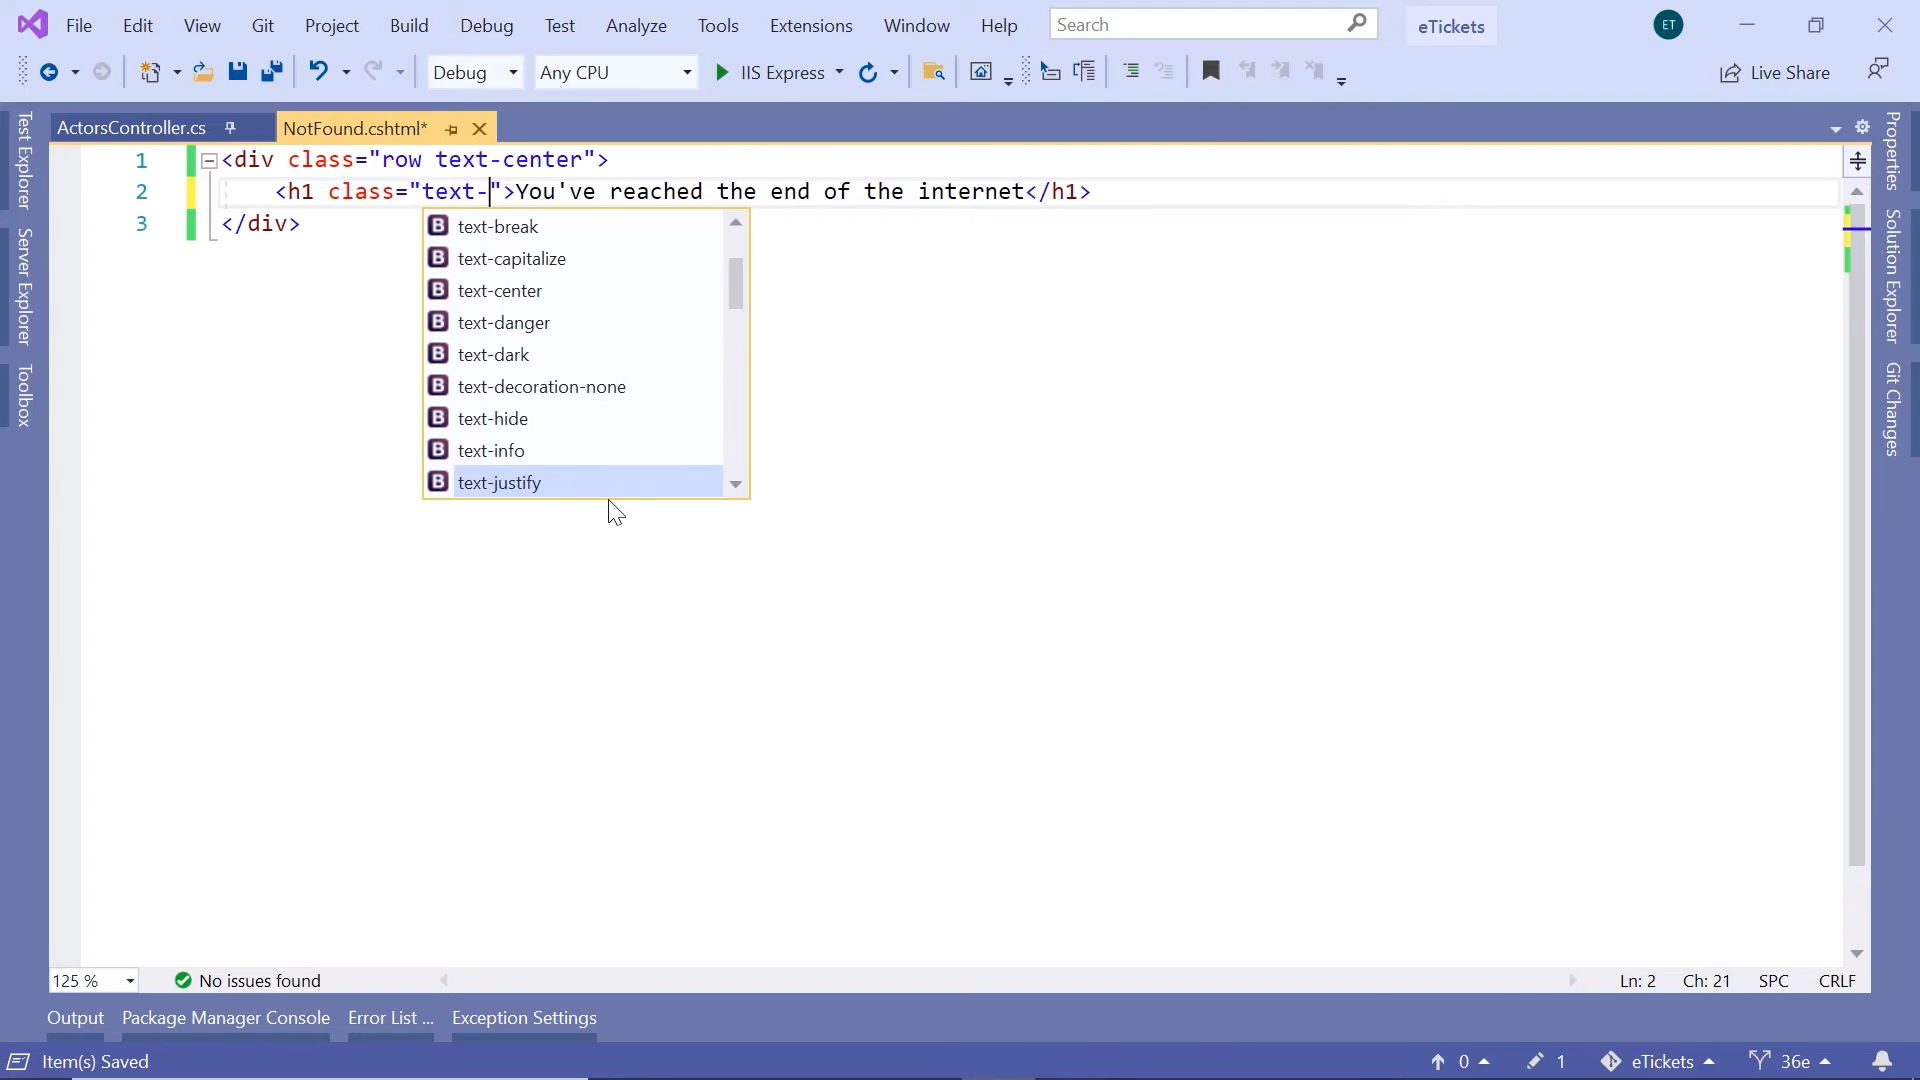 File Edit View Git Project Build Debug Test Analyze Tools Extensions Window Help Search eTickets ET
Debug Any CPU IIS Express Live Share
ActorsController.cs NotFound.cshtml*
1 <div class="row text-center">
2 <h1 class="text-">You've reached the end of the internet</h1>
3 </div>
B text-break
B text-capitalize
B text-center
B text-danger
B text-dark
B text-decoration-none
B text-hide
B text-info
B text-justify
Test Explorer
Server Explorer
Toolbox
Properties
Solution Explorer
Git Changes
125 % No issues found Ln: 2 Ch: 21 SPC CRLF
Output Package Manager Console Error List ... Exception Settings
Item(s) Saved 0 1 eTickets 36e